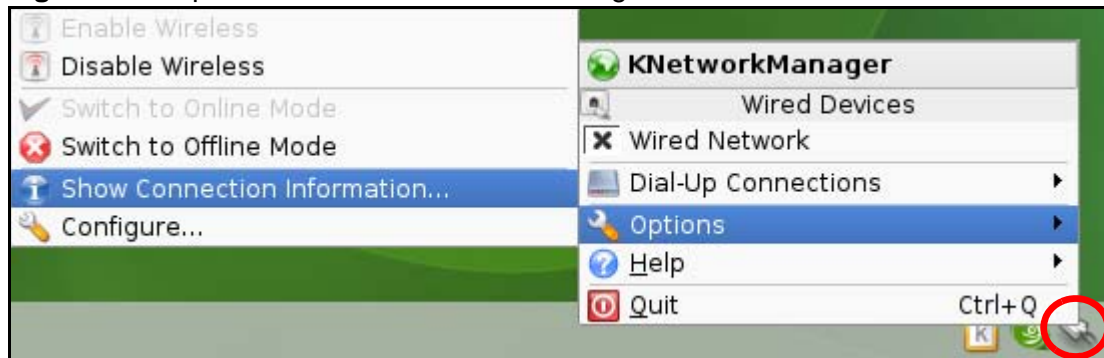 Enable Wireless
Disable Wireless
Switch to Online Mode
Switch to Offline Mode
Show Connection Information...
Configure...
KNetworkManager
Wired Devices
Wired Network
Dial-Up Connections
Options
Help
Quit Ctrl+Q
K